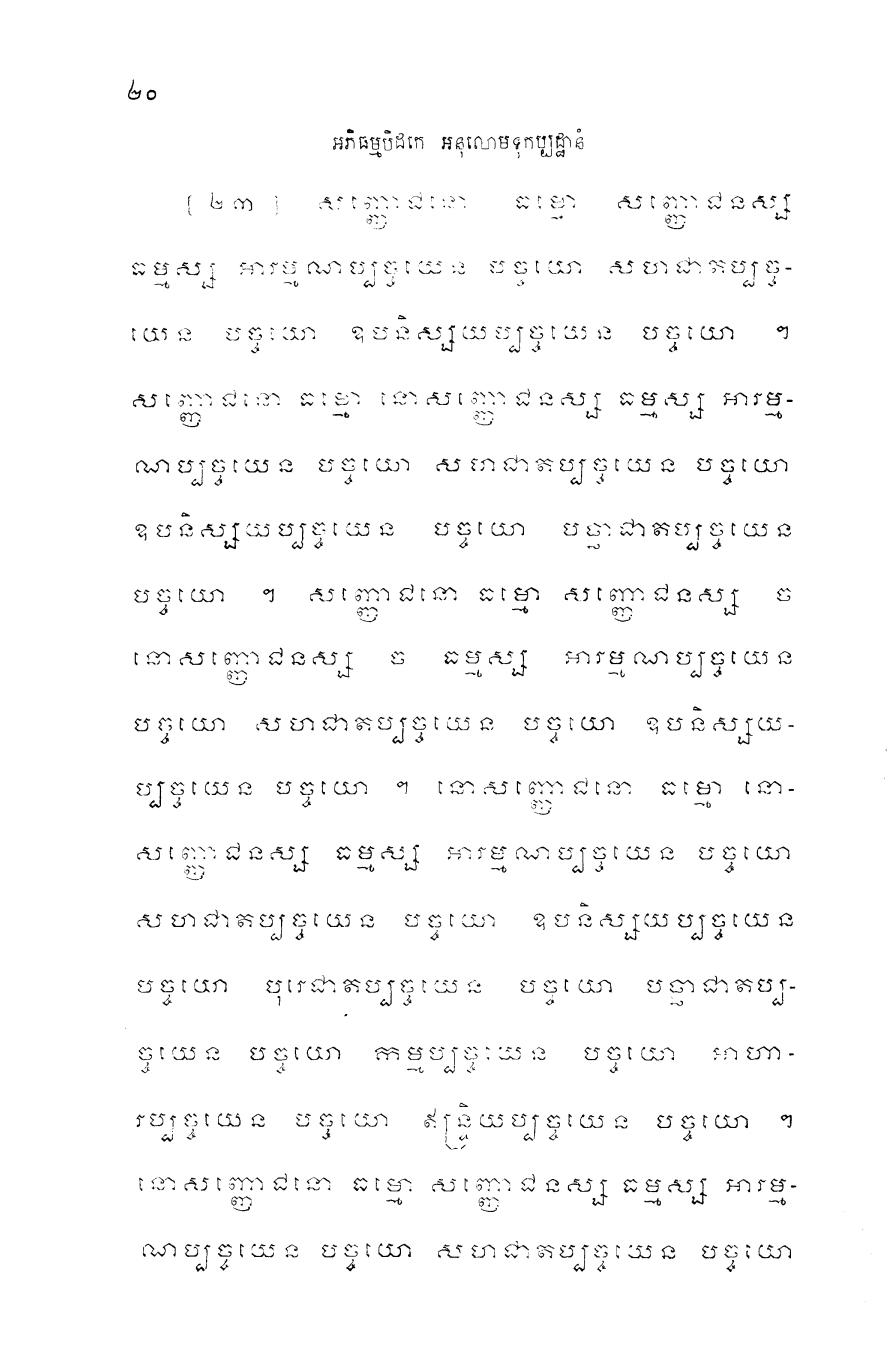 ២០
អភិធម្មបិដកេ អនុលោមទុកប្បដ្ឋានំ
[ ២៣ ] សញ្ញោជនោ ធម្មោ សញ្ញោជនស្ស
ធម្មស្ស អារម្មណប្បច្ចយេន បច្ចយោ សហជាតប្បច្ច-
យេន បច្ចយោ ឧបនិស្សយប្បច្ចយេន បច្ចយោ ។
សញ្ញោជនោ ធម្មោ នោសញ្ញោជនស្ស ធម្មស្ស អារម្ម-
ណប្បច្ចយេន បច្ចយោ សហជាតប្បច្ចយេន បច្ចយោ
ឧបនិស្សយប្បច្ចយេន បច្ចយោ បច្ឆាជាតប្បច្ចយេន
បច្ចយោ ។ សញ្ញោជនោ ធម្មោ សញ្ញោជនស្ស ច
នោសញ្ញោជនស្ស ច ធម្មស្ស អារម្មណប្បច្ចយេន
បច្ចយោ សហជាតប្បច្ចយេន បច្ចយោ ឧបនិស្សយ-
ប្បច្ចយេន បច្ចយោ ។ នោសញ្ញោជនោ ធម្មោ នោ-
សញ្ញោជនស្ស ធម្មស្ស អារម្មណប្បច្ចយេន បច្ចយោ
សហជាតប្បច្ចយេន បច្ចយោ ឧបនិស្សយប្បច្ចយេន
បច្ចយោ បុរេជាតប្បច្ចយេន បច្ចយោ បច្ឆាជាតប្ប-
ច្ចយេន បច្ចយោ កម្មប្បច្ចយេន បច្ចយោ អាហា-
រប្បច្ចយេន បច្ចយោ ឥន្ទ្រិយប្បច្ចយេន បច្ចយោ ។
នោសញ្ញោជនោ ធម្មោ សញ្ញោជនស្ស ធម្មស្ស អារម្ម-
ណប្បច្ចយេន បច្ចយោ សហជាតប្បច្ចយេន បច្ចយោ